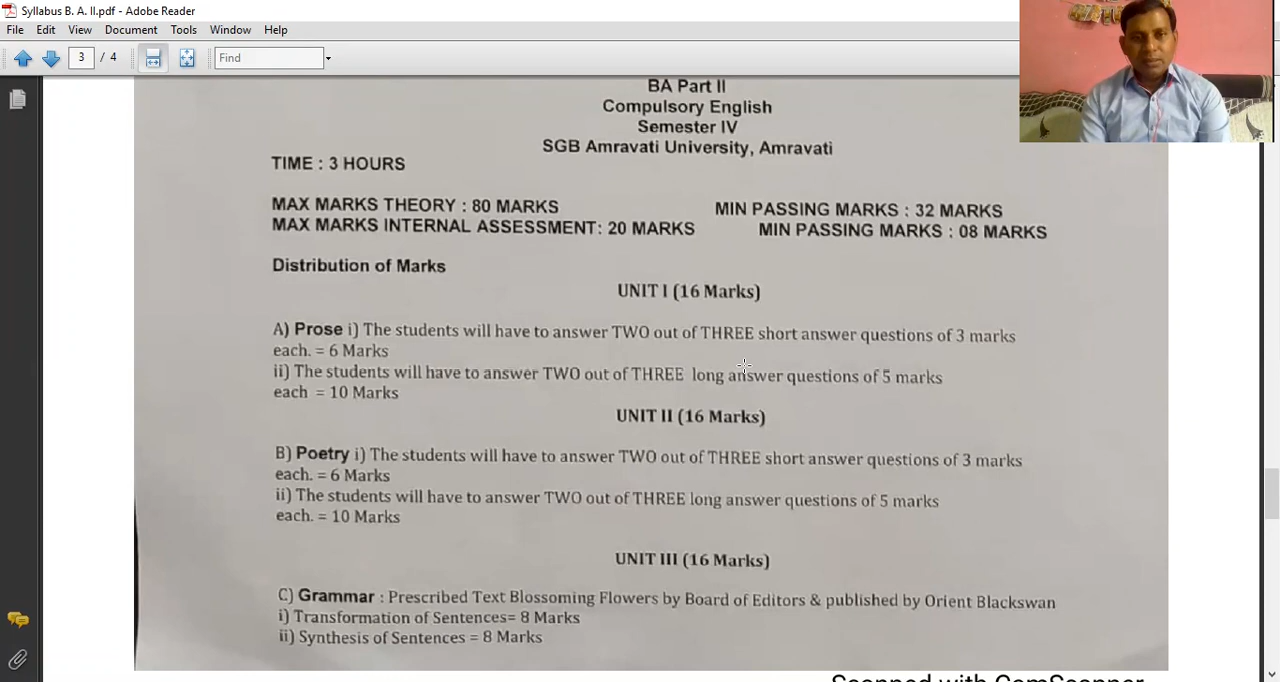 Syllabus B. A. II.pdf - Adobe Reader
File Edit View Document Tools Window Help
3 / 4 Find
BA Part II
Compulsory English
Semester IV
SGB Amravati University, Amravati
TIME : 3 HOURS
MAX MARKS THEORY : 80 MARKS MIN PASSING MARKS : 32 MARKS
MAX MARKS INTERNAL ASSESSMENT: 20 MARKS MIN PASSING MARKS : 08 MARKS
Distribution of Marks
UNIT I (16 Marks)
A) Prose i) The students will have to answer TWO out of THREE short answer questions of 3 marks
each. = 6 Marks
ii) The students will have to answer TWO out of THREE long answer questions of 5 marks
each = 10 Marks
UNIT II (16 Marks)
B) Poetry i) The students will have to answer TWO out of THREE short answer questions of 3 marks
each. = 6 Marks
ii) The students will have to answer TWO out of THREE long answer questions of 5 marks
each. = 10 Marks
UNIT III (16 Marks)
C) Grammar : Prescribed Text Blossoming Flowers by Board of Editors & published by Orient Blackswan
i) Transformation of Sentences= 8 Marks
ii) Synthesis of Sentences = 8 Marks
Scanned with CamScanner